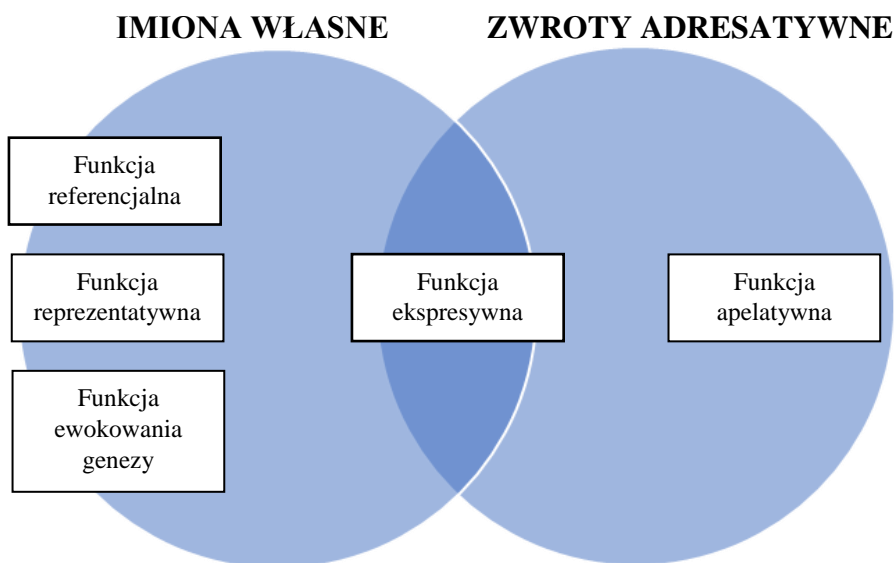 IMIONA WŁASNE
ZWROTY ADRESATYWNE
Funkcja
referencjalna
Funkcja
reprezentatywna
Funkcja
ewokowania
genezy
Funkcja
ekspresywna
Funkcja
apelatywna